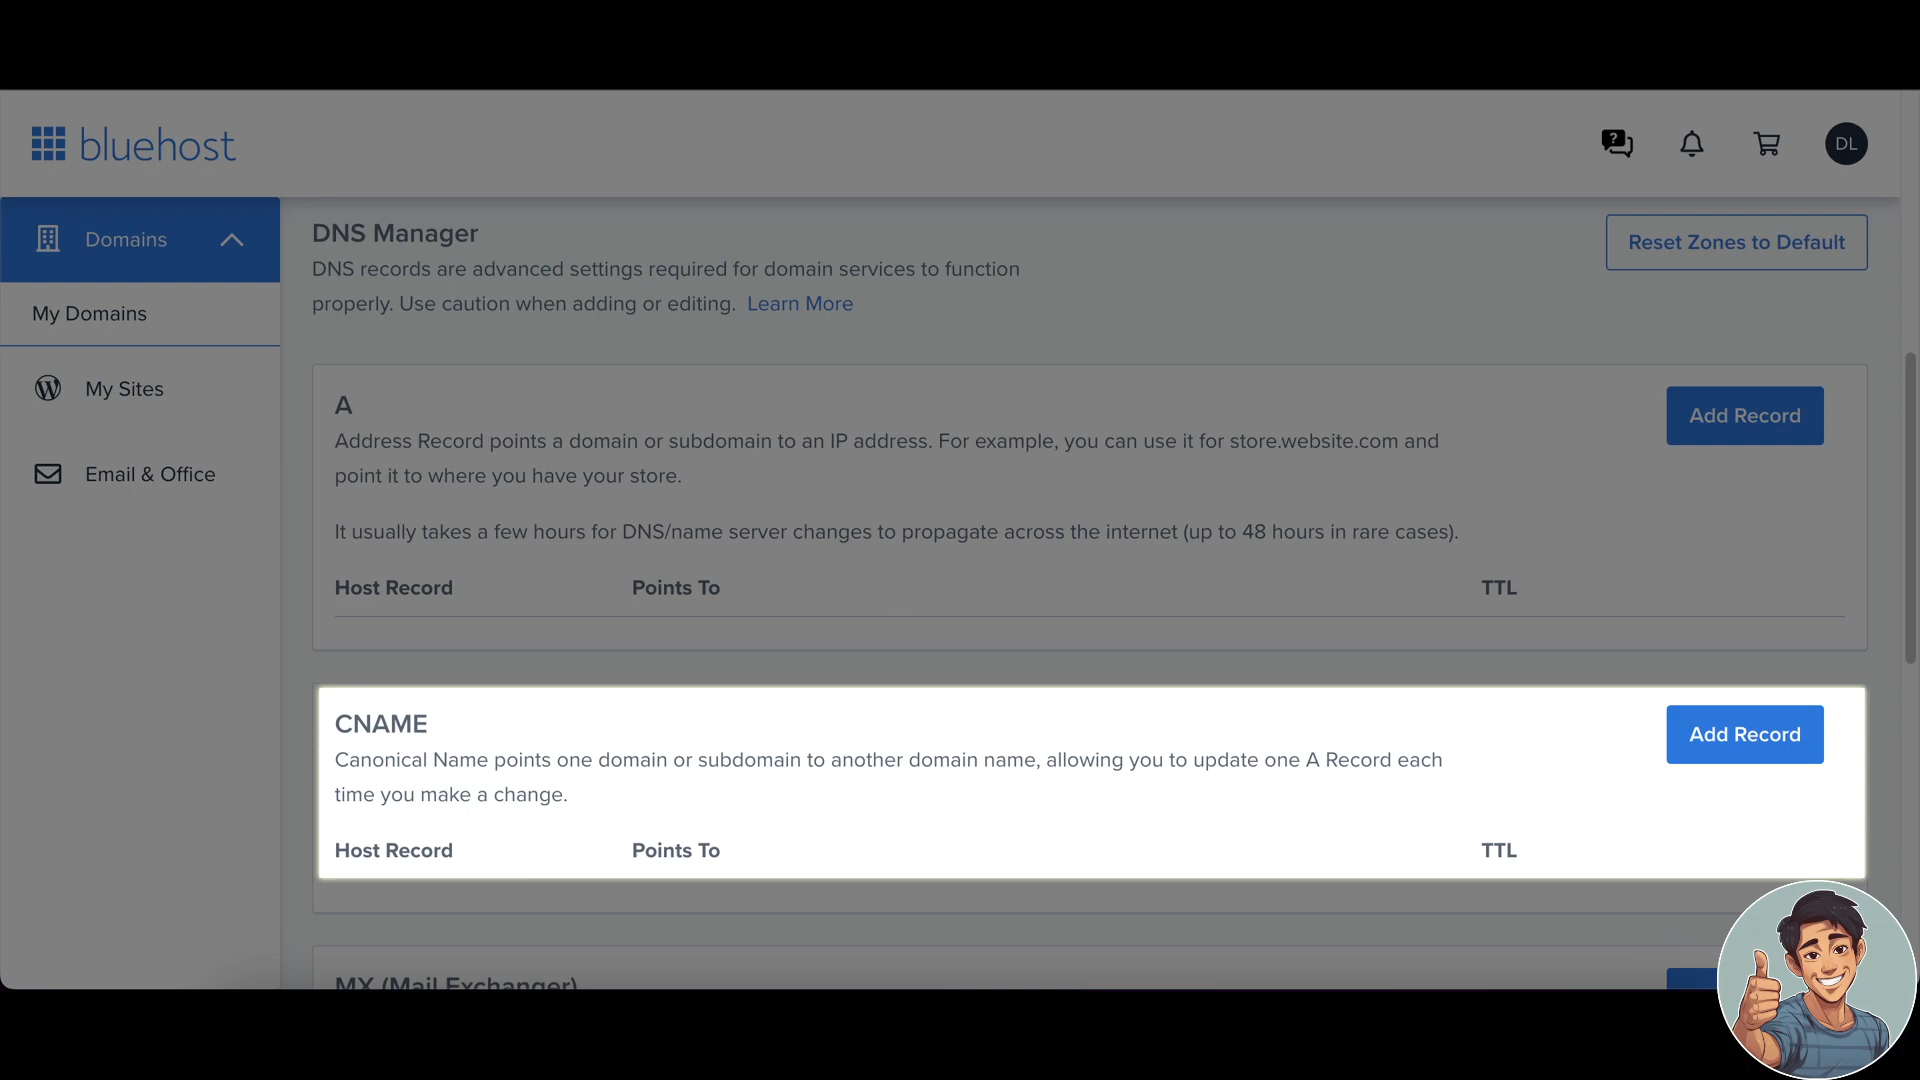 bluehost
?
DL
Domains
My Domains
My Sites
Email & Office
DNS Manager
DNS records are advanced settings required for domain services to function
properly. Use caution when adding or editing. Learn More
Reset Zones to Default
A
Add Record
Address Record points a domain or subdomain to an IP address. For example, you can use it for store.website.com and
point it to where you have your store.
It usually takes a few hours for DNS/name server changes to propagate across the internet (up to 48 hours in rare cases).
Host Record Points To TTL
CNAME
Add Record
Canonical Name points one domain or subdomain to another domain name, allowing you to update one A Record each
time you make a change.
Host Record Points To TTL
MX (Mail Exchanger)